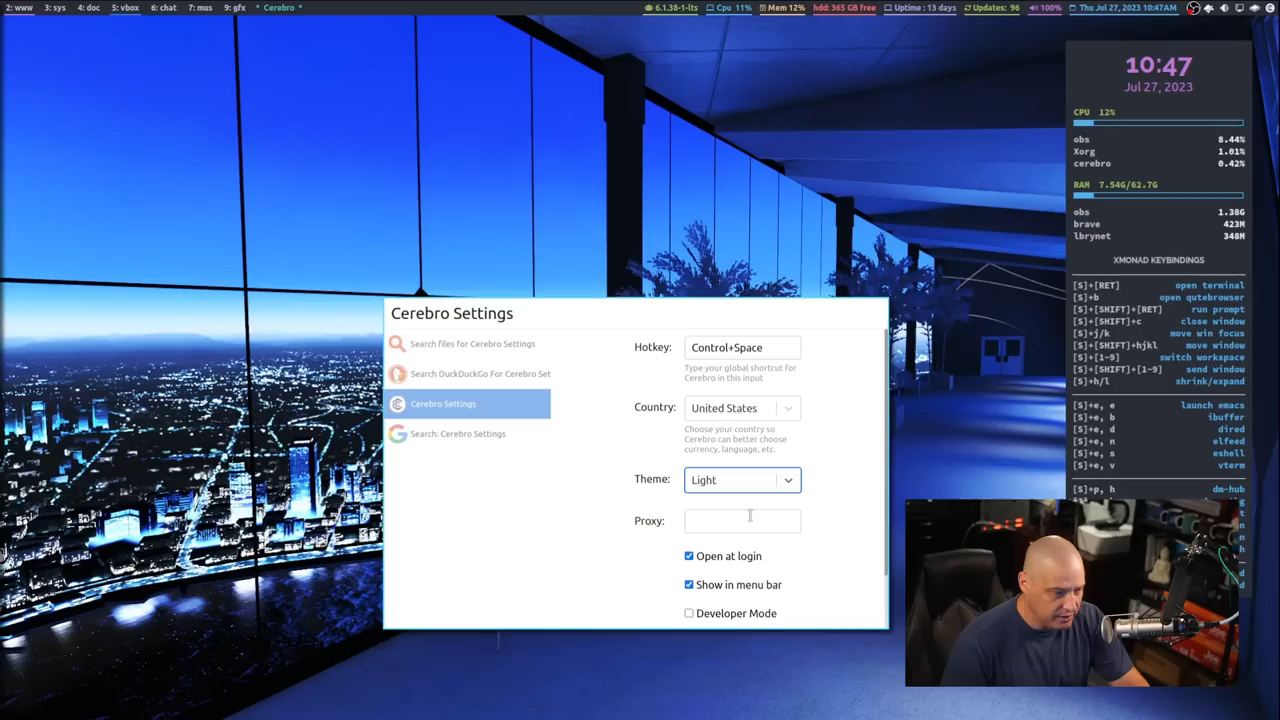 2: www 3: sys 4: doc 5: vbox 6: chat 7: mus 9: gfx * Cerebro * 6.1.38-1-lts Cpu 11% Mem 12% hdd: 365 GB free Uptime : 13 days Updates: 96 100% Thu Jul 27, 2023 10:47AM
10:47
Jul 27, 2023
CPU 12%
obs 8.44%
Xorg 1.01%
cerebro 0.42%
RAM 7.54G/62.7G
obs 1.38G
brave 423M
lbrynet 348M
XMONAD KEYBINDINGS
[S]+[RET] open terminal
[S]+b open qutebrowser
[S]+[SHIFT]+[RET] run prompt
[S]+[SHIFT]+c close window
[S]+j/k move win focus
[S]+[SHIFT]+hjkl move window
[S]+[1-9] switch workspace
[S]+[SHIFT]+[1-9] send window
[S]+h/l shrink/expand
[S]+e, e launch emacs
[S]+e, b ibuffer
[S]+e, d dired
[S]+e, n elfeed
[S]+e, s eshell
[S]+e, v vterm
[S]+p, h dm-hub
Cerebro Settings
Search files for Cerebro Settings
Search DuckDuckGo For Cerebro Set
Cerebro Settings
Search: Cerebro Settings
Hotkey: Control+Space
Type your global shortcut for
Cerebro in this input
Country: United States
Choose your country so
Cerebro can better choose
currency, language, etc.
Theme: Light
Proxy:
Open at login
Show in menu bar
Developer Mode